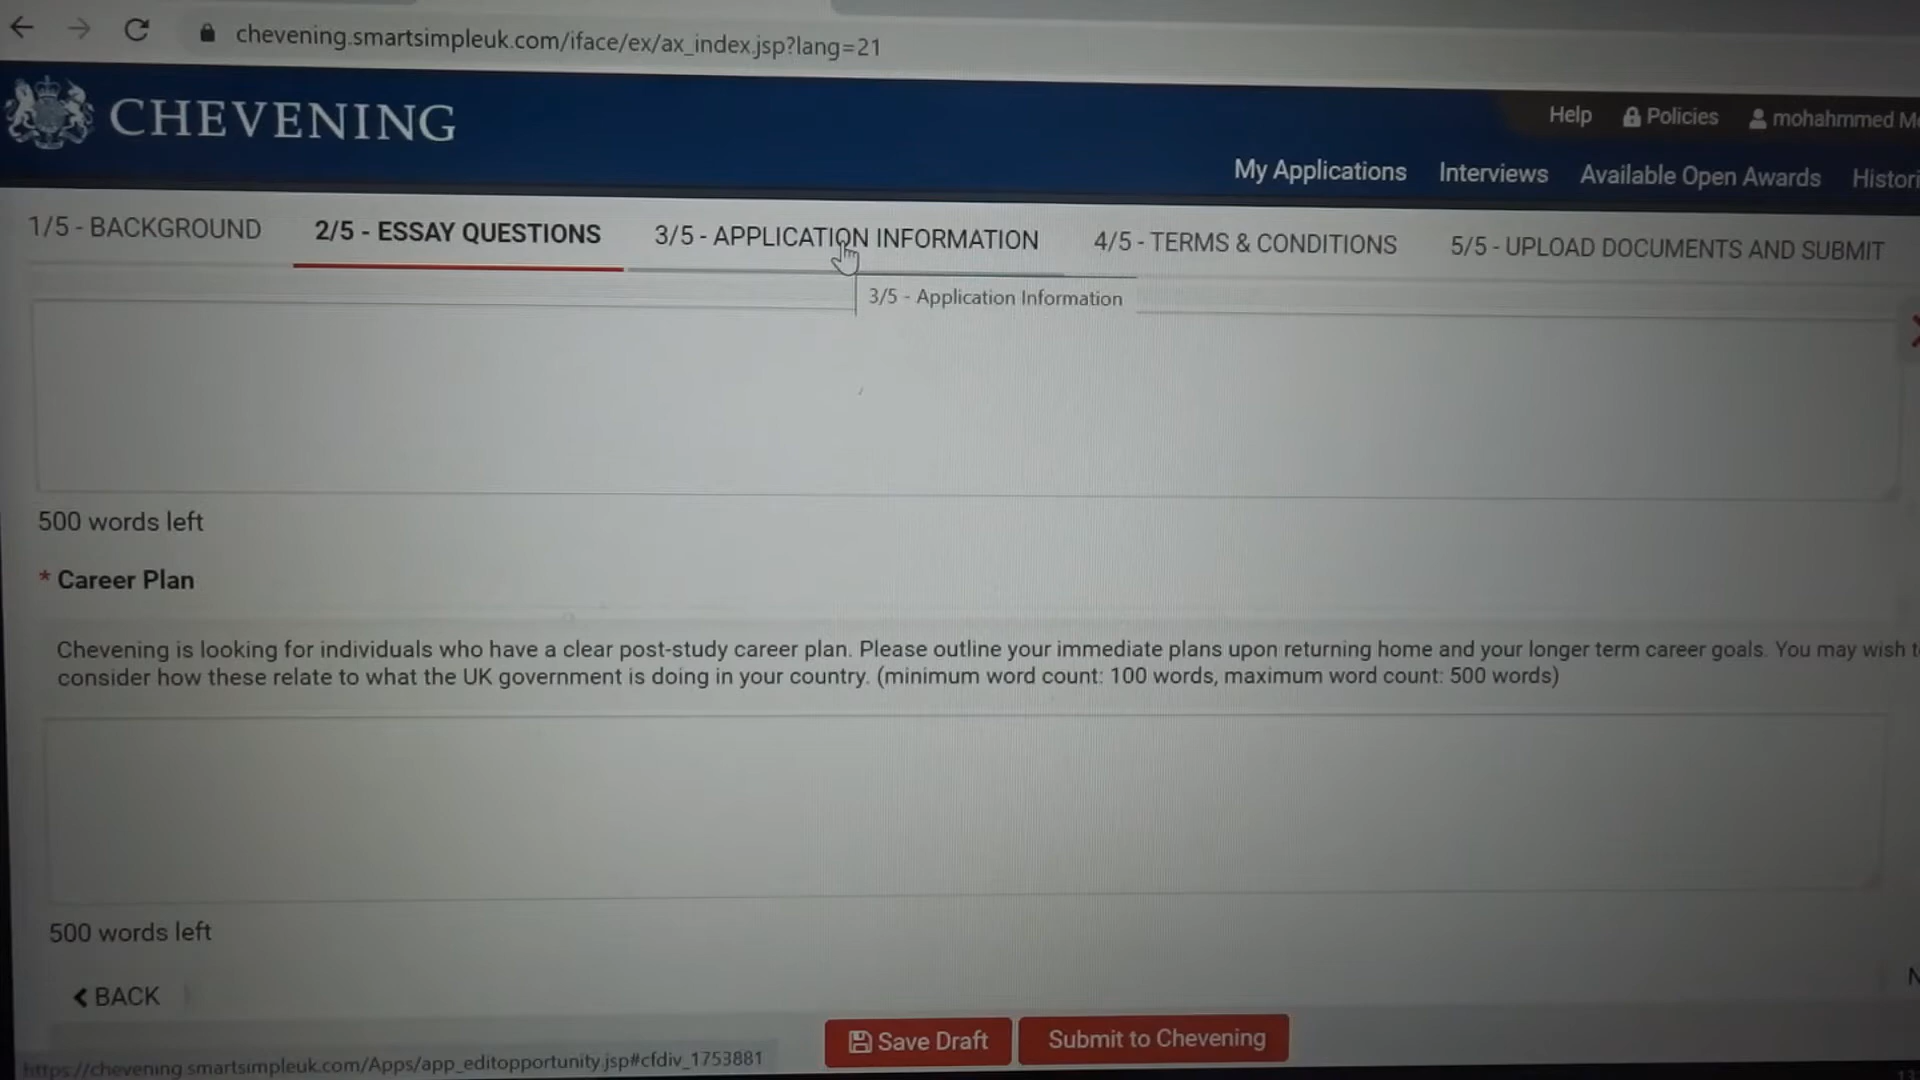 chevening.smartsimpleuk.com/iface/ex/ax_index.jsp?lang=21
CHEVENING
Help Policies mohahmmed
My Applications Interviews Available Open Awards Histori
1/5 - BACKGROUND 2/5 - ESSAY QUESTIONS 3/5 - APPLICATION INFORMATION 4/5 - TERMS & CONDITIONS 5/5 - UPLOAD DOCUMENTS AND SUBMIT
3/5 - Application Information
500 words left
* Career Plan
Chevening is looking for individuals who have a clear post-study career plan. Please outline your immediate plans upon returning home and your longer term career goals. You may wish t
consider how these relate to what the UK government is doing in your country. (minimum word count: 100 words, maximum word count: 500 words)
500 words left
BACK
Save Draft Submit to Chevening
https://chevening.smartsimpleuk.com/Apps/app_editopportunity.jsp#cfdiv_1753881